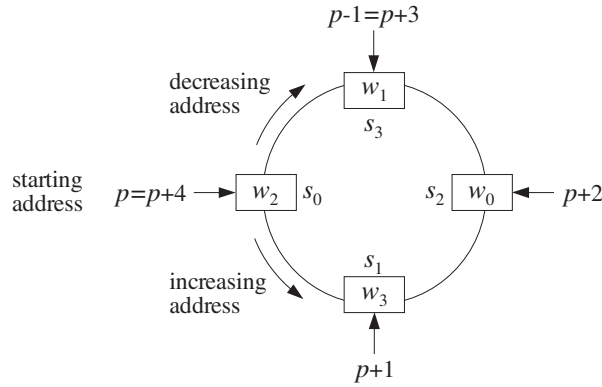 p-1=p+3
decreasing
address
w₁
s₃
starting
address
p=p+4
w₂
s₀
s₂
w₀
p+2
s₁
w₃
increasing
address
p+1